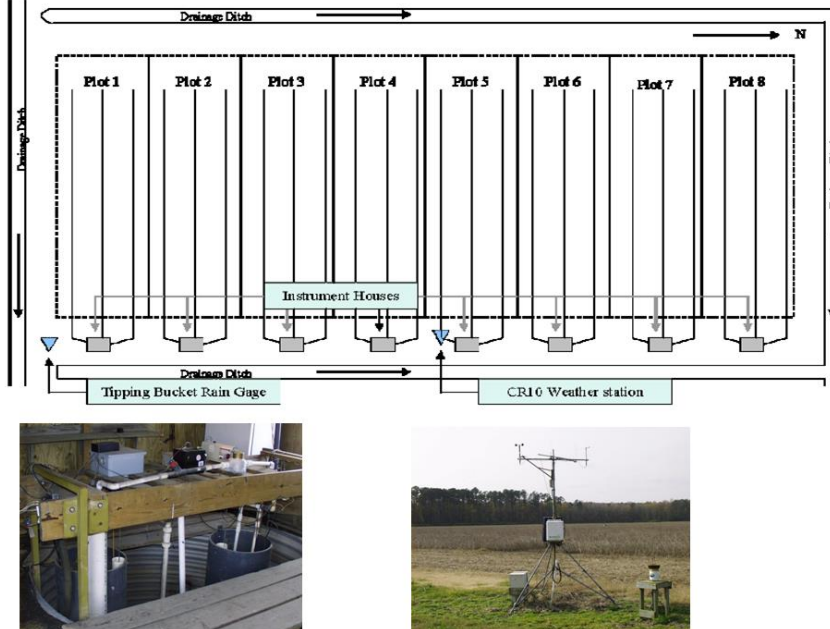 Drainage Ditch
N
Plot 1 Plot 2 Plot 3 Plot 4 Plot 5 Plot 6 Plot 7 Plot 8
Drainage Ditch
Instrument Houses
Drainage Ditch
Tipping Bucket Rain Gage
CR10 Weather station